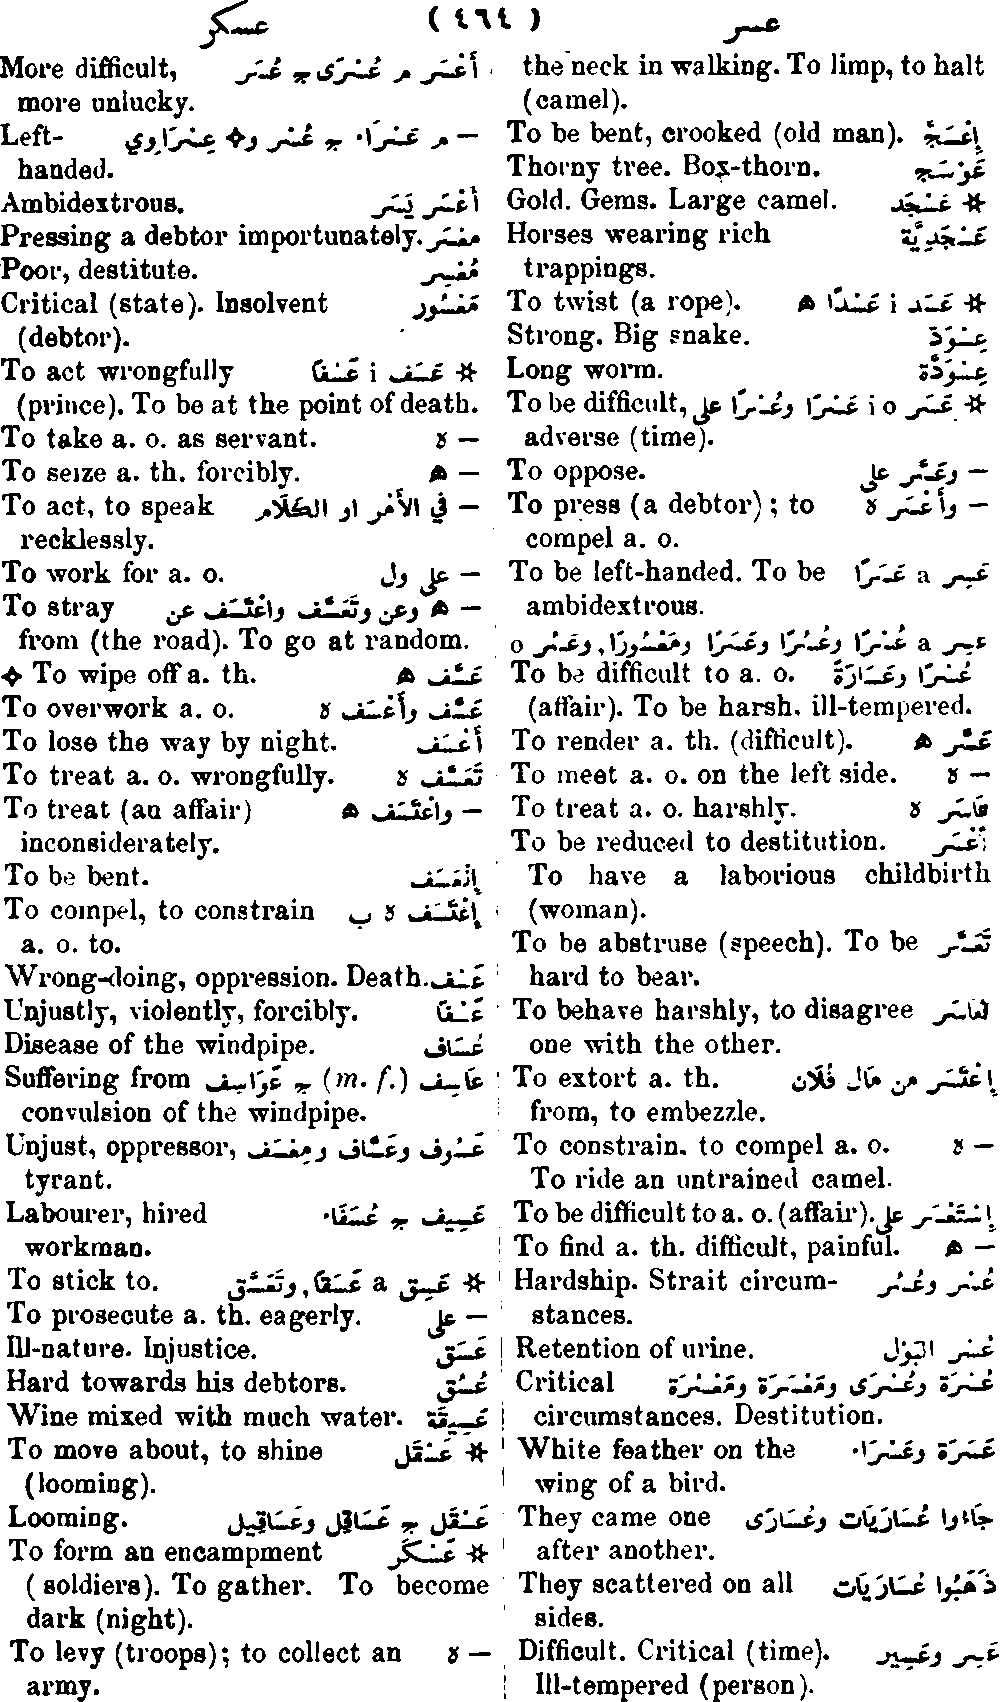 عسر ( ٤٦٤ ) عسكر
the neck in walking. To limp, to halt
(camel).
To be bent, crooked (old man). إِعْسَجَّ
Thorny tree. Box-thorn. عَوْسَج
Gold. Gems. Large camel. ✲ عَسْجَد
Horses wearing rich عَسْجَدِيَّة
trappings.
To twist (a rope). ✲ عَسَد i عَسْدًا ه
Strong. Big snake. عِسْوَدّ
Long worm. عِسْوَدَّة
To be difficult, ✲ عَسَر i o عَسْرًا وعُسْرًا على
adverse (time).
To oppose. — وعَسَّر على
To press (a debtor) ; to — وأَعْسَر ه
compel a. o.
To be left-handed. To be عَسِر a عَسَرًا
ambidextrous.
عسِر a عُسْرًا وعُسُرًا وعَسَرًا ومَعْسُورًا, وعَسُر o
To be difficult to a. o. عُسْرًا وعَسَارَةً
(affair). To be harsh, ill-tempered.
To render a. th. (difficult). عَسَّر ه
To meet a. o. on the left side. — ه
To treat a. o. harshly. عَاسَر ه
To be reduced to destitution. أَعْسَر
To have a laborious childbirth
(woman).
To be abstruse (speech). To be تَعَسَّر
hard to bear.
To behave harshly, to disagree تَعَاسَر
one with the other.
To extort a. th. إِعْتَسَر من مَال فُلَان
from, to embezzle.
To constrain, to compel a. o. — ه
To ride an untrained camel.
To be difficult to a. o. (affair). إِسْتَعْسَر على
To find a. th. difficult, painful. — ه
Hardship. Strait circum- عُسْر وعُسُر
stances.
Retention of urine. عُسْر البَوْل
Critical عُسْرَة وعُسْرَى ومَعْسَرَة ومَعْسُرَة
circumstances. Destitution.
White feather on the عَسَرَة وعَسْرَاء
wing of a bird.
They came one جَاءُوا عُسَارَيَات وعُسَارَى
after another.
They scattered on all ذَهَبُوا عُسَارَيَات
sides.
Difficult. Critical (time). عَسِر وعَسِير
Ill-tempered (person).
More difficult, أَعْسَر م عُسْرَى ج عُسَر
more unlucky.
Left- — م عَسْرَاء ج عُسْر و❖ عِسْرَاوِي
handed.
Ambidextrous. أَعْسَر يَسَر
Pressing a debtor importunately. مِعْسَر
Poor, destitute. مُعْسِر
Critical (state). Insolvent مَعْسُور
(debtor).
To act wrongfully ✲ عَسَف i عَسْفًا
(prince). To be at the point of death.
To take a. o. as servant. — ه
To seize a. th. forcibly. — ه
To act, to speak — في الأَمْر او الكَلَام
recklessly.
To work for a. o. — على ول
To stray — ه وعن وتَعَسَّف واعْتَسَف عن
from (the road). To go at random.
❖ To wipe off a. th. عَسَّف ه
To overwork a. o. عَسَّف وأَعْسَف ه
To lose the way by night. أَعْسَف
To treat a. o. wrongfully. تَعَسَّف ه
To treat (an affair) — واعْتَسَف ه
inconsiderately.
To be bent. إِنْعَسَف
To compel, to constrain إِعْتَسَف ه ب
a. o. to.
Wrong-doing, oppression. Death. عَسْف
Unjustly, violently, forcibly. عَسْفًا
Disease of the windpipe. عُسَاف
Suffering from عَاسِف (m. f.) ج عَوَاسِف
convulsion of the windpipe.
Unjust, oppressor, عَسُوف وعَسَّاف ومِعْسَف
tyrant.
Labourer, hired عَسِيف ج عُسَفَاء
workman.
To stick to. ✲ عَسِق a عَسَقًا, وتَعَسَّق
To prosecute a. th. eagerly. — على
Ill-nature. Injustice. عَسَق
Hard towards his debtors. عُسُق
Wine mixed with much water. عَسِيقَة
To move about, to shine ✲ عَسْقَل
(looming).
Looming. عَسْقَل ج عَسَاقِل وعَسَاقِيل
To form an encampment ✲ عَسْكَر
(soldiers). To gather. To become
dark (night).
To levy (troops); to collect an — ه
army.